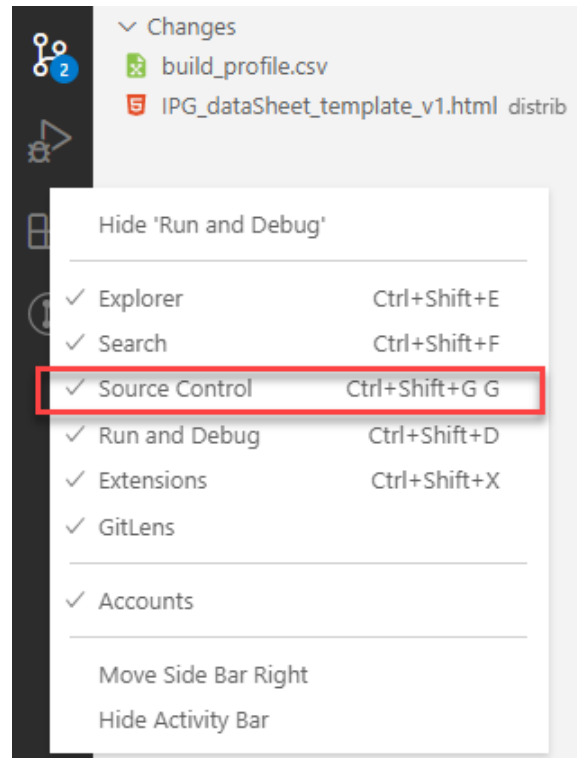 Changes
2
build_profile.csv
IPG_dataSheet_template_v1.html distrib
Hide 'Run and Debug'
Explorer Ctrl+Shift+E
Search Ctrl+Shift+F
Source Control Ctrl+Shift+G G
Run and Debug Ctrl+Shift+D
Extensions Ctrl+Shift+X
GitLens
Accounts
Move Side Bar Right
Hide Activity Bar